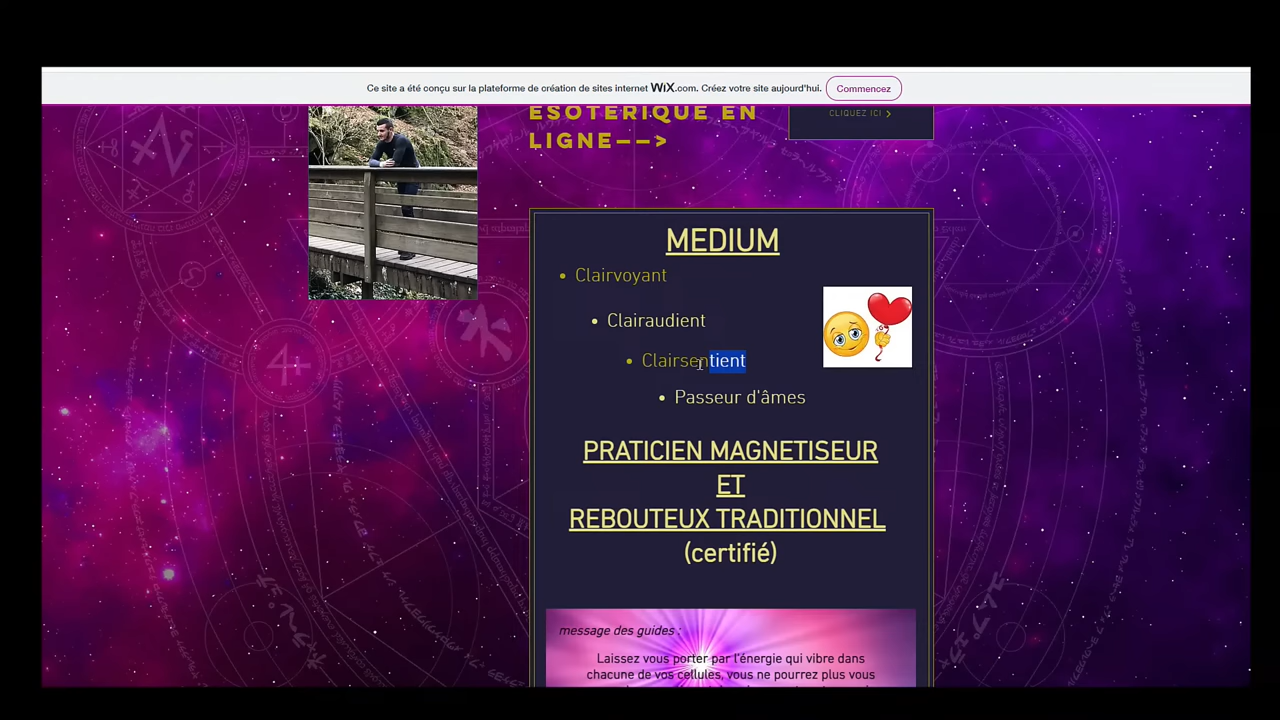 Ce site a été conçu sur la plateforme de création de sites internet WiX.com. Créez votre site aujourd'hui. Commencez
ESOTERIQUE EN
LIGNE-->
CLIQUEZ ICI >
MEDIUM
• Clairvoyant
• Clairaudient
• Clairsentient
• Passeur d'âmes
PRATICIEN MAGNETISEUR
ET
REBOUTEUX TRADITIONNEL
(certifié)
message des guides :
Laissez vous porter par l'énergie qui vibre dans
chacune de vos cellules, vous ne pourrez plus vous